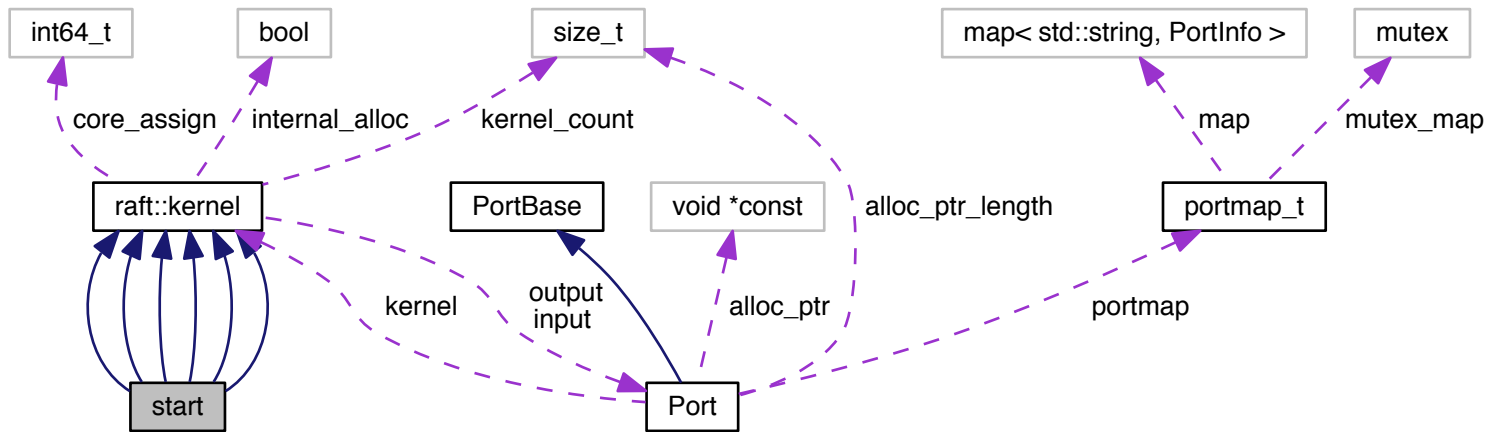 int64_t
bool
size_t
map< std::string, PortInfo >
mutex
core_assign
internal_alloc
kernel_count
map
mutex_map
raft::kernel
PortBase
void *const
alloc_ptr_length
portmap_t
kernel
output
input
alloc_ptr
portmap
start
Port